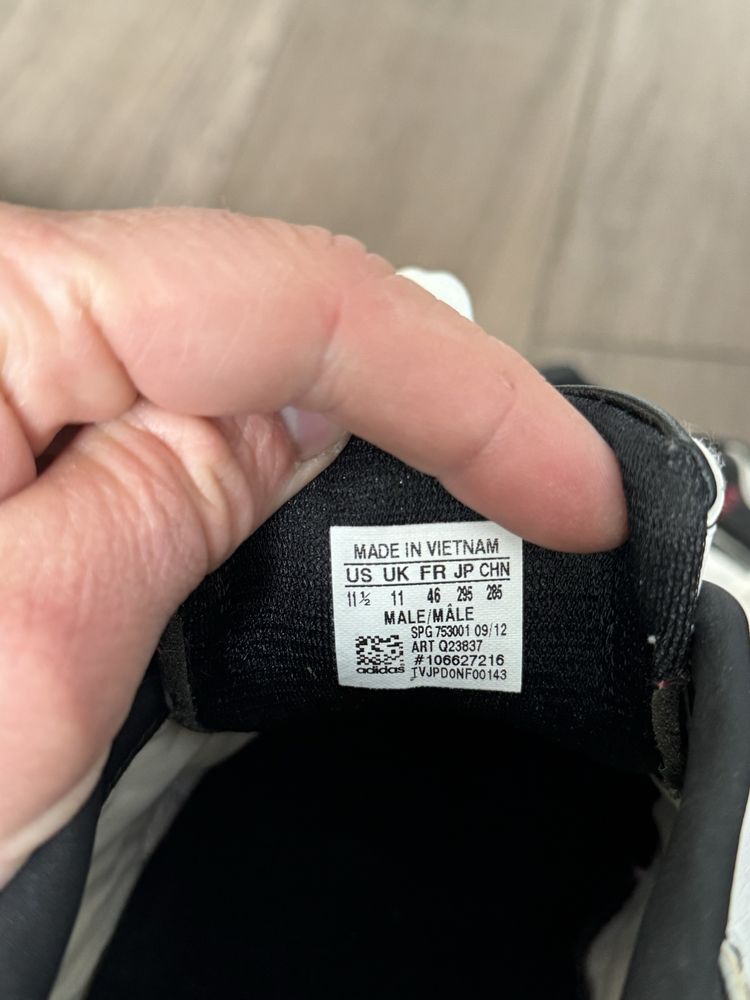 MADE IN VIETNAM
US UK FR JP CHN
11½ 11 46 295 285
MALE/MÂLE
SPG 753001 09/12
ART Q23837
#106627216
adidas
IVJPD0NF00143